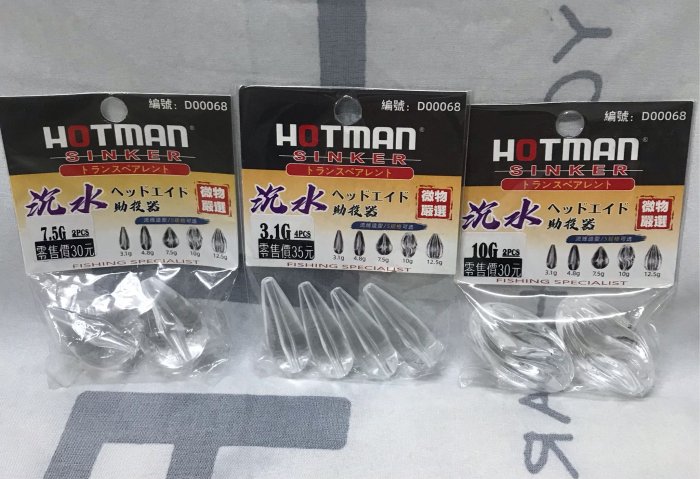 編號: D00068
HOTMAN®
SINKER
トランスペアレント
沉水
ヘッドエイド
助投器
微物
嚴選
7.5G 2PCS
零售價30元
3.1g 4.8g 7.5g 10g 12.5g
FISHING SPECIALIST
編號: D00068
HOTMAN®
SINKER
トランスペアレント
沉水
ヘッドエイド
助投器
微物
嚴選
3.1G 4PCS
零售價35元
3.1g 4.8g 7.5g 10g 12.5g
FISHING SPECIALIST
編號: D00068
HOTMAN®
SINKER
トランスペアレント
沉水
ヘッドエイド
助投器
微物
嚴選
10G 2PCS
零售價30元
3.1g 4.8g 7.5g 10g 12.5g
FISHING SPECIALIST